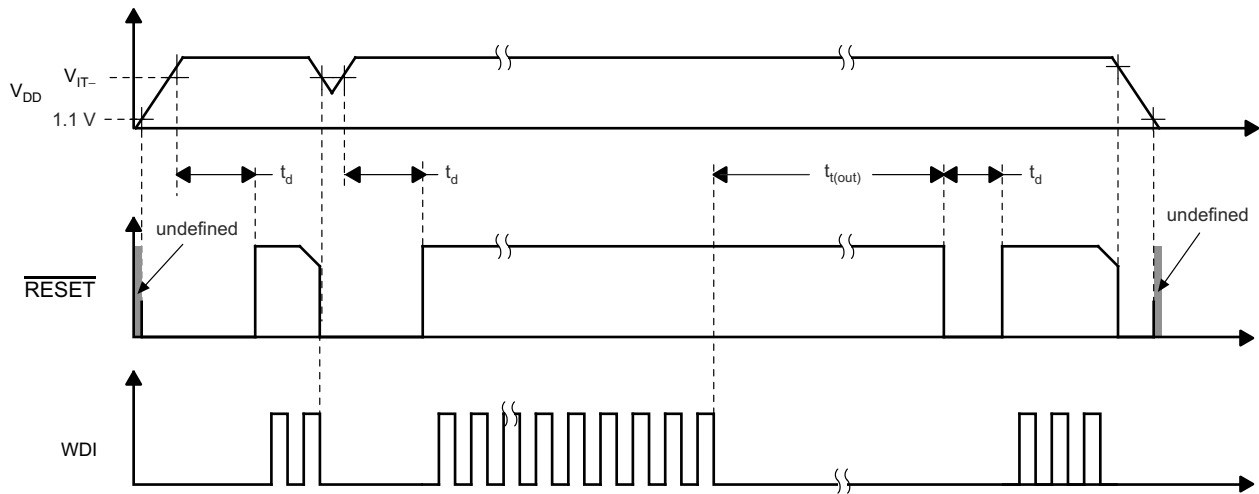 V_IT–
V_DD
1.1 V
t_d
t_d
t_t(out)
t_d
undefined
undefined
RESET
WDI